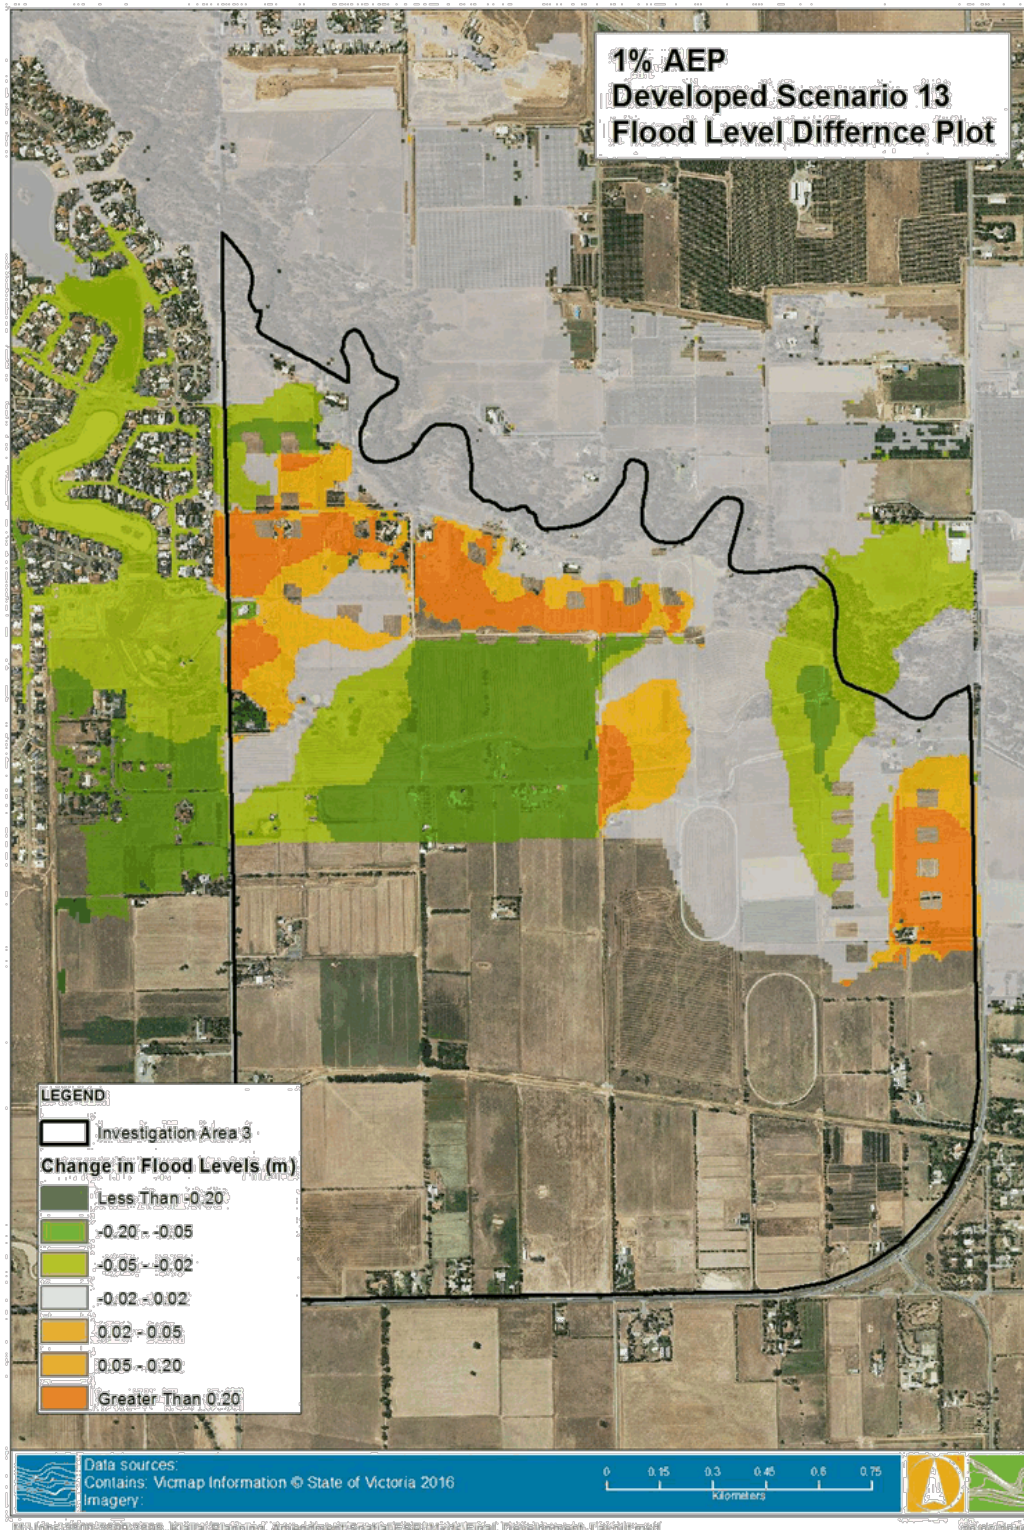 1% AEP
Developed Scenario 13
Flood Level Differnce Plot
LEGEND
Investigation Area 3
Change in Flood Levels (m)
Less Than -0.20
-0.20 - -0.05
-0.05 - -0.02
-0.02 - 0.02
0.02 - 0.05
0.05 - 0.20
Greater Than 0.20
Data sources:
Contains: Vicmap Information © State of Victoria 2016
Imagery:
0 0.15 0.3 0.45 0.6 0.75
Kilometers